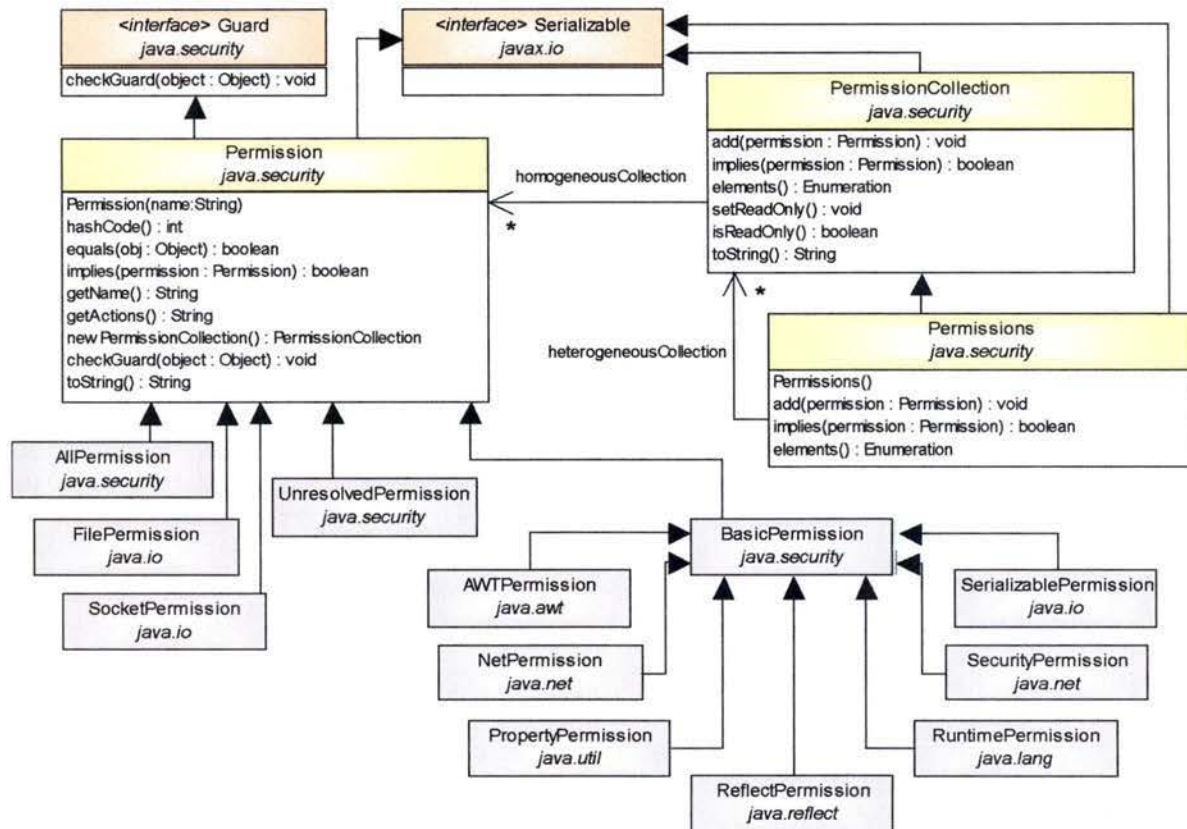 <interface> Guard
java.security
checkGuard(object : Object) : void
<interface> Serializable
javax.io
PermissionCollection
java.security
add(permission : Permission) : void
implies(permission : Permission) : boolean
elements() : Enumeration
setReadOnly() : void
isReadOnly() : boolean
toString() : String
Permission
java.security
Permission(name:String)
hashCode() : int
equals(obj : Object) : boolean
implies(permission : Permission) : boolean
getName() : String
getActions() : String
newPermissionCollection() : PermissionCollection
checkGuard(object : Object) : void
toString() : String
homogeneousCollection
*
*
heterogeneousCollection
Permissions
java.security
Permissions()
add(permission : Permission) : void
implies(permission : Permission) : boolean
elements() : Enumeration
AllPermission
java.security
UnresolvedPermission
java.security
FilePermission
java.io
SocketPermission
java.io
BasicPermission
java.security
AWTPermission
java.awt
SerializablePermission
java.io
NetPermission
java.net
SecurityPermission
java.net
PropertyPermission
java.util
RuntimePermission
java.lang
ReflectPermission
java.reflect